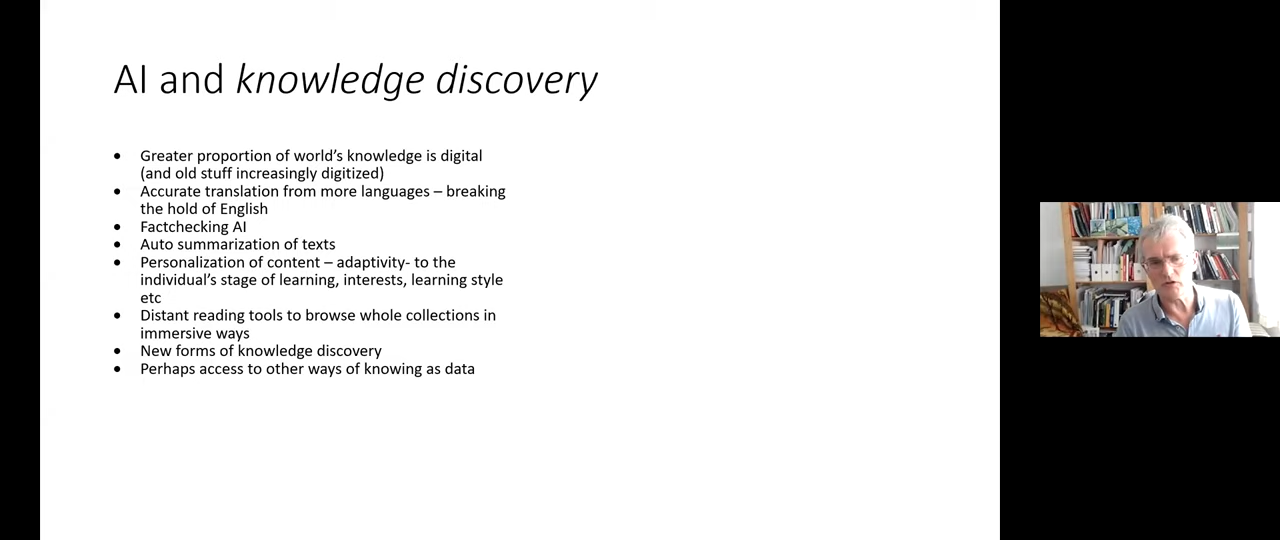 AI and knowledge discovery
• Greater proportion of world’s knowledge is digital
(and old stuff increasingly digitized)
• Accurate translation from more languages – breaking
the hold of English
• Factchecking AI
• Auto summarization of texts
• Personalization of content – adaptivity- to the
individual’s stage of learning, interests, learning style
etc
• Distant reading tools to browse whole collections in
immersive ways
• New forms of knowledge discovery
• Perhaps access to other ways of knowing as data